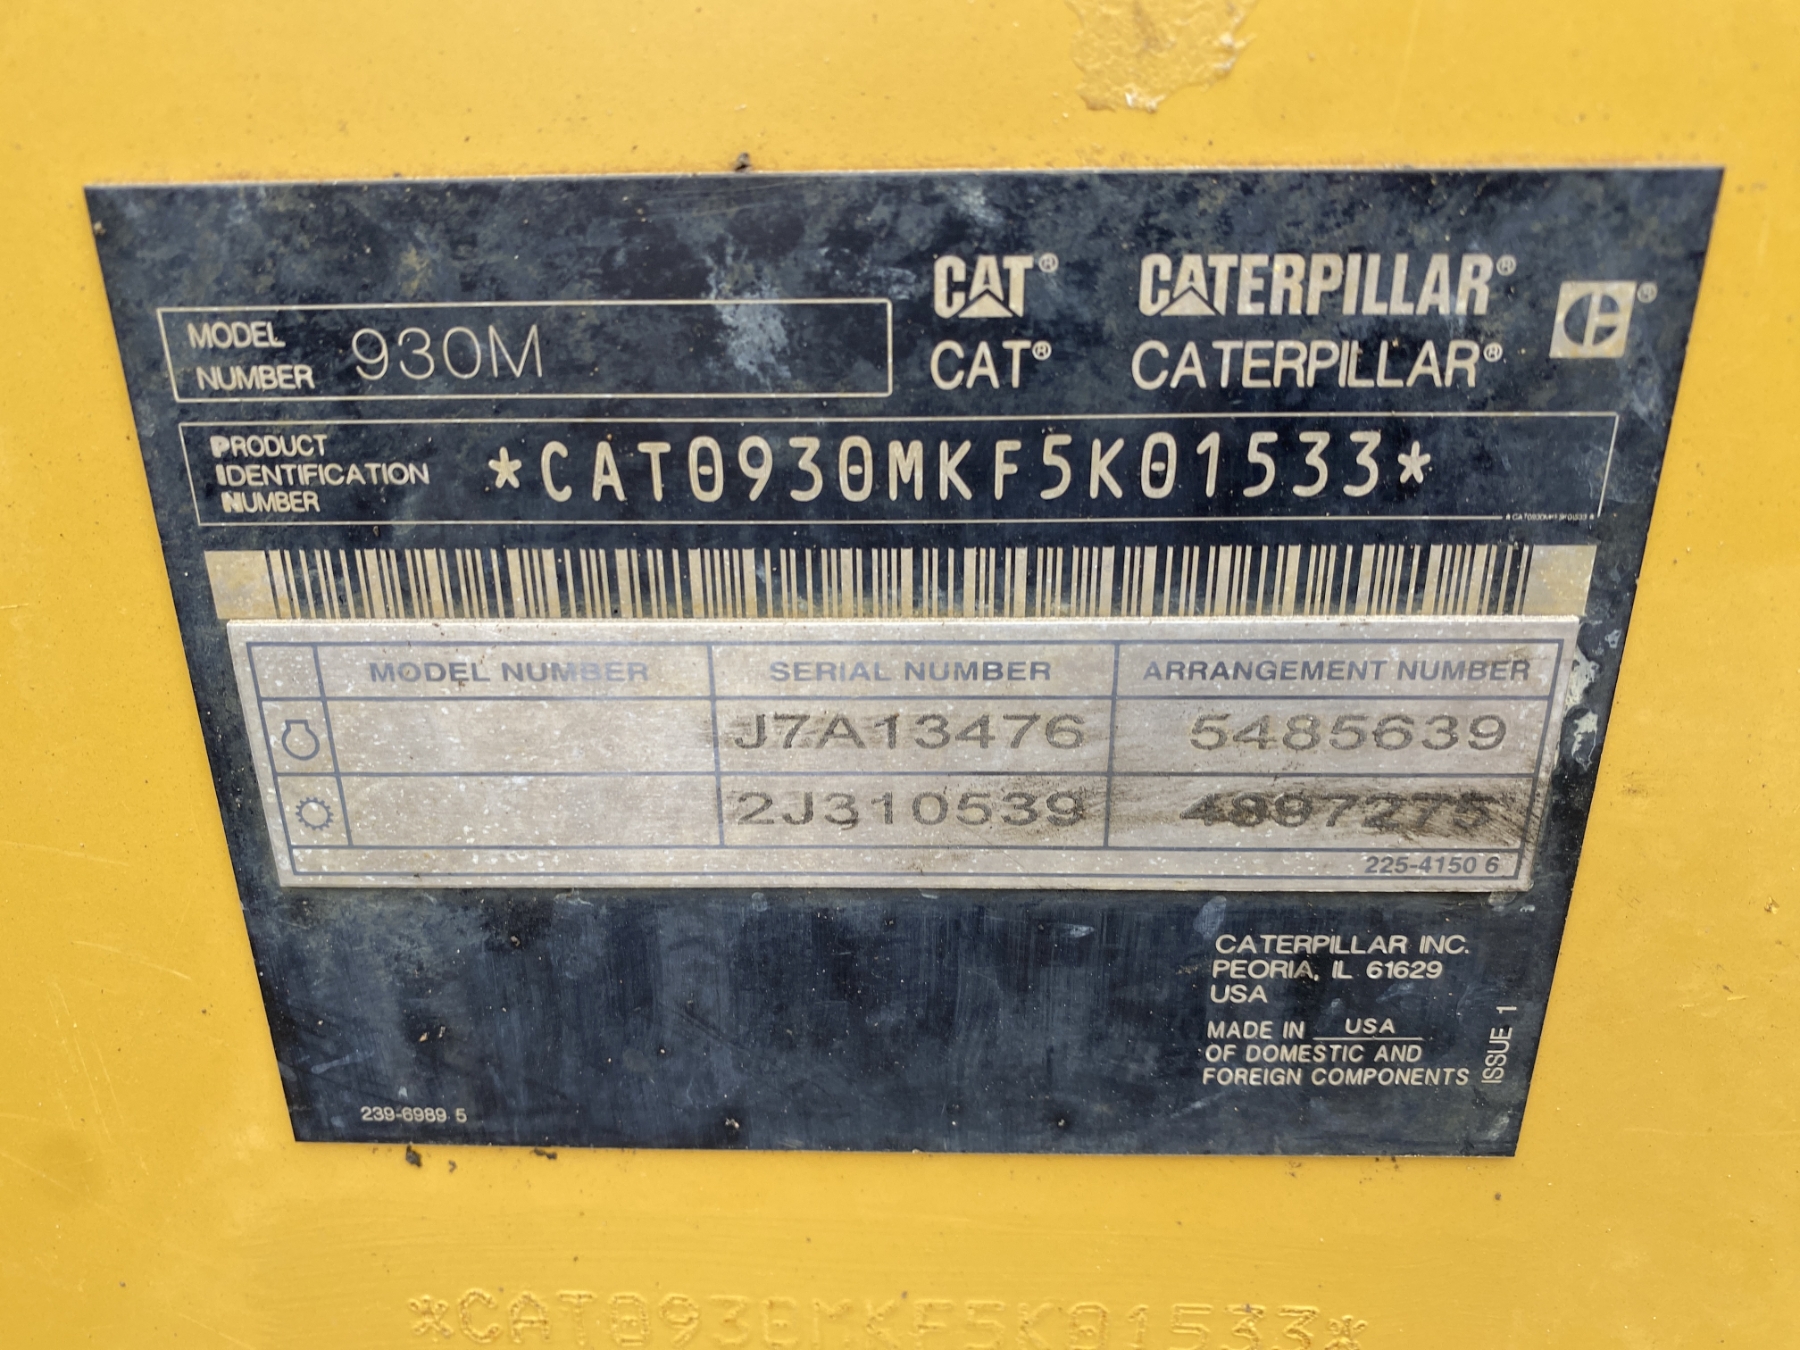 CAT® CATERPILLAR®
MODEL NUMBER 930M
CAT® CATERPILLAR®
PRODUCT IDENTIFICATION NUMBER *CAT0930MKF5K01533*
MODEL NUMBER SERIAL NUMBER ARRANGEMENT NUMBER
J7A13476 5485639
2J310539
225-4150 6
CATERPILLAR INC.
PEORIA, IL 61629
USA
MADE IN USA
OF DOMESTIC AND
FOREIGN COMPONENTS
ISSUE 1
239-6989 5
*CAT0930MKF5K01533*